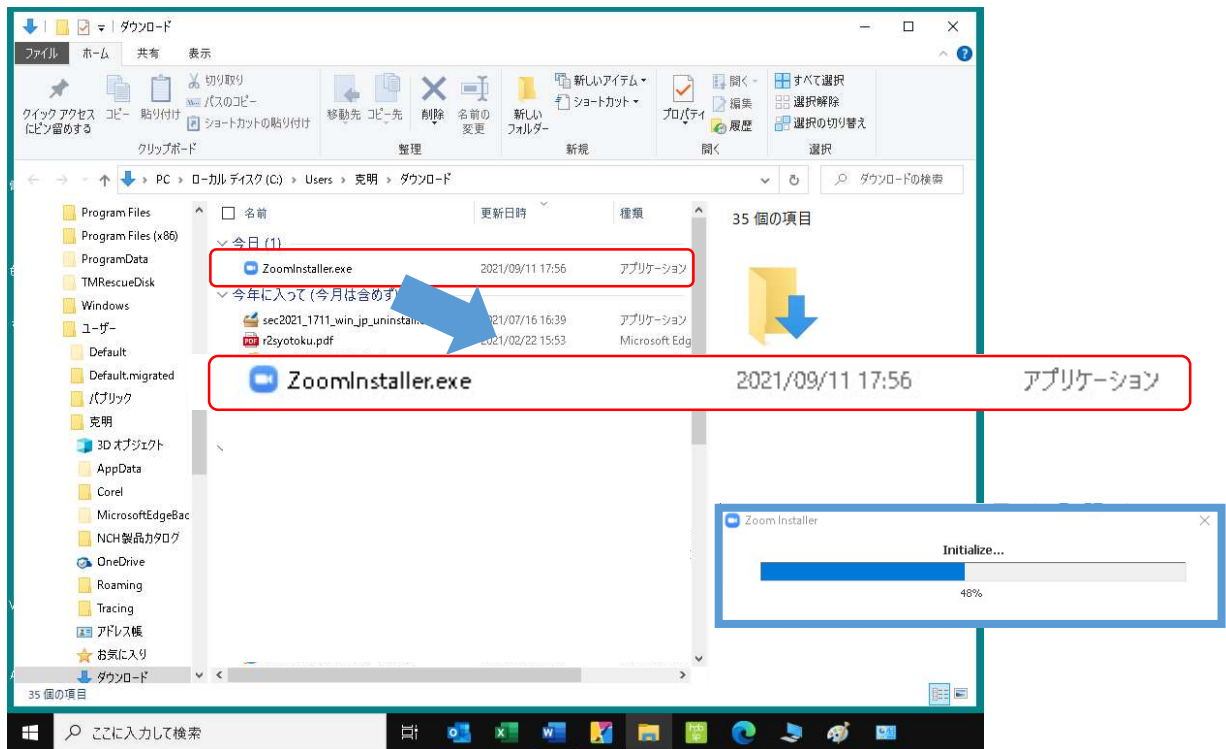 ダウンロード
ファイル ホーム 共有 表示
クイック アクセスにピン留めする
コピー
貼り付け
切り取り
パスのコピー
ショートカットの貼り付け
クリップボード
移動先
コピー先
削除
名前の変更
整理
新しいフォルダー
新しいアイテム
ショートカット
新規
プロパティ
開く
編集
履歴
開く
すべて選択
選択解除
選択の切り替え
選択
PC › ローカル ディスク (C:) › Users › 克明 › ダウンロード
ダウンロードの検索
Program Files
Program Files (x86)
ProgramData
TMRescueDisk
Windows
ユーザー
Default
Default.migrated
パブリック
克明
3D オブジェクト
AppData
Corel
MicrosoftEdgeBac
NCH製品カタログ
OneDrive
Roaming
Tracing
アドレス帳
お気に入り
ダウンロード
名前 更新日時 種類
今日 (1)
ZoomInstaller.exe 2021/09/11 17:56 アプリケーション
今年に入って (今月は含めず)
sec2021_1711_win_jp_uninstall 2021/07/16 16:39 アプリケーション
r2syotoku.pdf 2021/02/22 15:53 Microsoft Edg
35 個の項目
ZoomInstaller.exe 2021/09/11 17:56 アプリケーション
Zoom Installer
Initialize...
48%
35 個の項目
ここに入力して検索